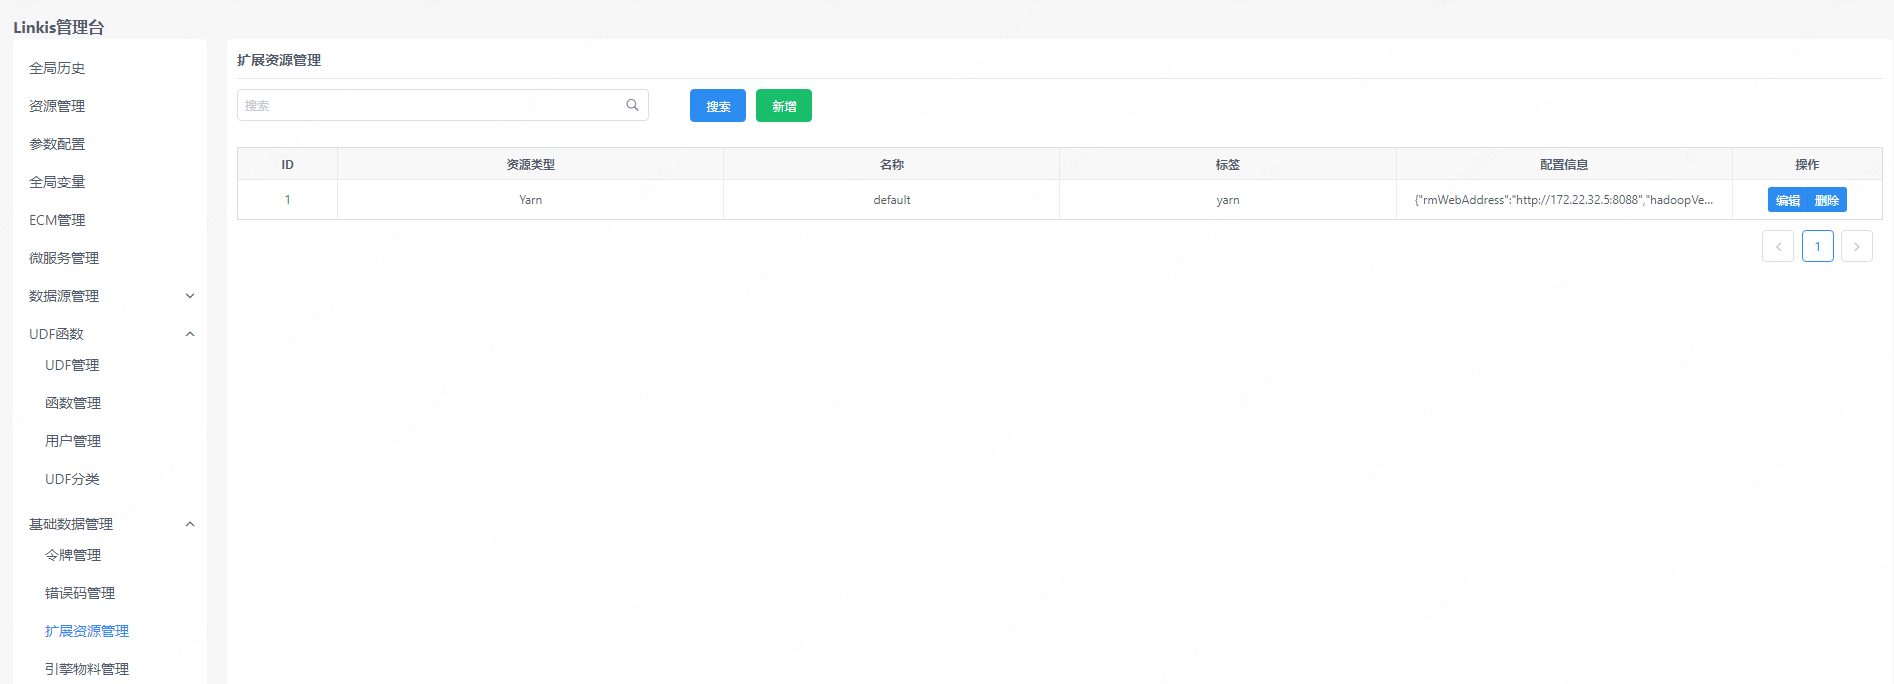 Linkis管理台
全局历史
资源管理
参数配置
全局变量
ECM管理
微服务管理
数据源管理
UDF函数
UDF管理
函数管理
用户管理
UDF分类
基础数据管理
令牌管理
错误码管理
扩展资源管理
引擎物料管理
扩展资源管理
搜索 搜索 新增
ID 资源类型 名称 标签 配置信息 操作
1 Yarn default yarn {"rmWebAddress":"http://172.22.32.5:8088","hadoopVe... 编辑 删除
1